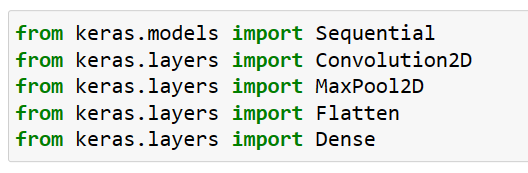 from keras.models import Sequential
from keras.layers import Convolution2D
from keras.layers import MaxPool2D
from keras.layers import Flatten
from keras.layers import Dense